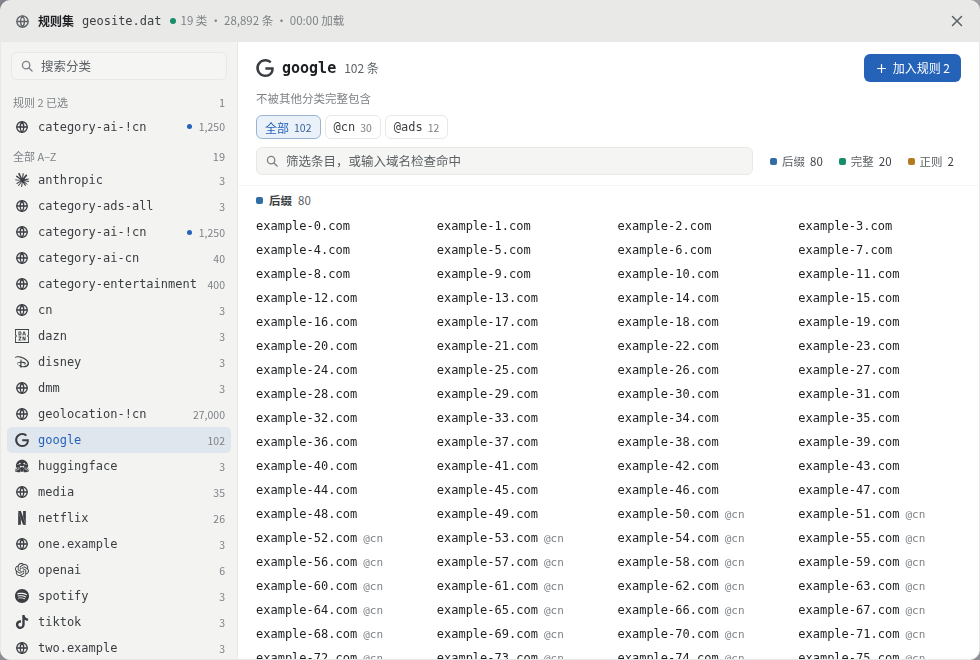 规则集 geosite.dat 19 类 • 28,892 条 • 00:00 加载
搜索分类
规则 2 已选 1
category-ai-!cn 1,250
全部 A–Z 19
anthropic 3
category-ads-all 3
category-ai-!cn 1,250
category-ai-cn 40
category-entertainment 400
cn 3
dazn 3
disney 3
dmm 3
geolocation-!cn 27,000
google 102
huggingface 3
media 35
netflix 26
one.example 3
openai 6
spotify 3
tiktok 3
two.example 3
google 102 条
加入规则 2
不被其他分类完整包含
全部 102 @cn 30 @ads 12
筛选条目，或输入域名检查命中
后缀 80 完整 20 正则 2
后缀 80
example-0.com example-1.com example-2.com example-3.com
example-4.com example-5.com example-6.com example-7.com
example-8.com example-9.com example-10.com example-11.com
example-12.com example-13.com example-14.com example-15.com
example-16.com example-17.com example-18.com example-19.com
example-20.com example-21.com example-22.com example-23.com
example-24.com example-25.com example-26.com example-27.com
example-28.com example-29.com example-30.com example-31.com
example-32.com example-33.com example-34.com example-35.com
example-36.com example-37.com example-38.com example-39.com
example-40.com example-41.com example-42.com example-43.com
example-44.com example-45.com example-46.com example-47.com
example-48.com example-49.com example-50.com @cn example-51.com @cn
example-52.com @cn example-53.com @cn example-54.com @cn example-55.com @cn
example-56.com @cn example-57.com @cn example-58.com @cn example-59.com @cn
example-60.com @cn example-61.com @cn example-62.com @cn example-63.com @cn
example-64.com @cn example-65.com @cn example-66.com @cn example-67.com @cn
example-68.com @cn example-69.com @cn example-70.com @cn example-71.com @cn
example-72.com @cn example-73.com @cn example-74.com @cn example-75.com @cn